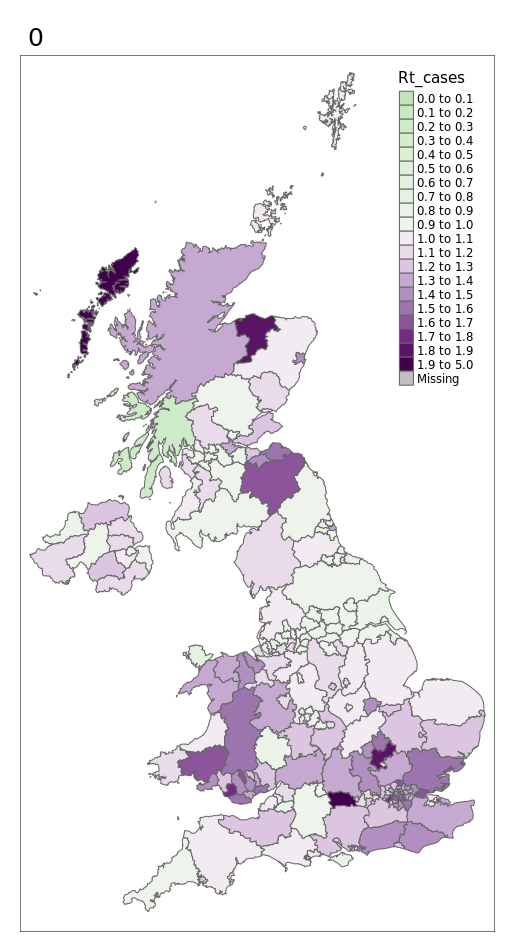 0
Rt_cases
0.0 to 0.1
0.1 to 0.2
0.2 to 0.3
0.3 to 0.4
0.4 to 0.5
0.5 to 0.6
0.6 to 0.7
0.7 to 0.8
0.8 to 0.9
0.9 to 1.0
1.0 to 1.1
1.1 to 1.2
1.2 to 1.3
1.3 to 1.4
1.4 to 1.5
1.5 to 1.6
1.6 to 1.7
1.7 to 1.8
1.8 to 1.9
1.9 to 5.0
Missing